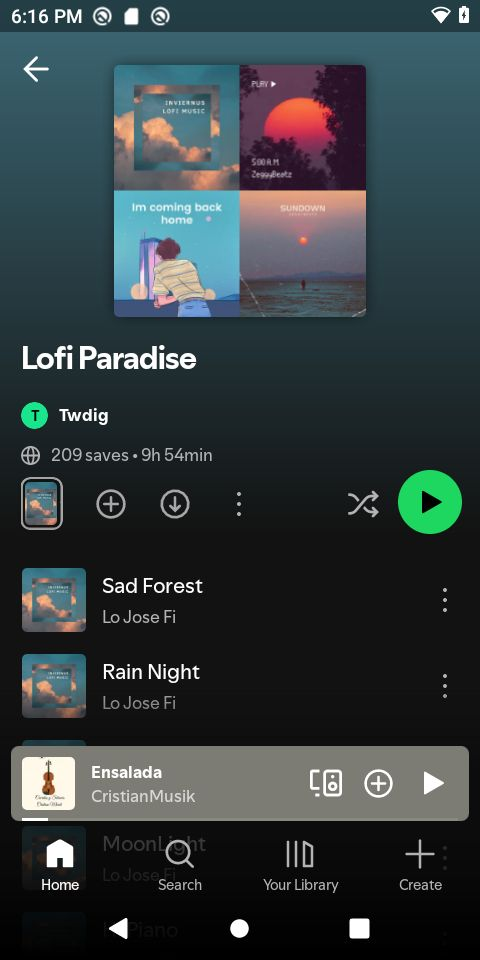 6:16 PM
INVIERNUS
LOFI MUSIC
PLAY
5:00 A.M
ZeggyBeatz
Im coming back
home
SUNDOWN
Lofi Paradise
T
Twdig
209 saves • 9h 54min
Sad Forest
Lo Jose Fi
Rain Night
Lo Jose Fi
Ensalada
CristianMusik
MoonLight
Lo Jose Fi
Home
Search
Your Library
Create
Piano